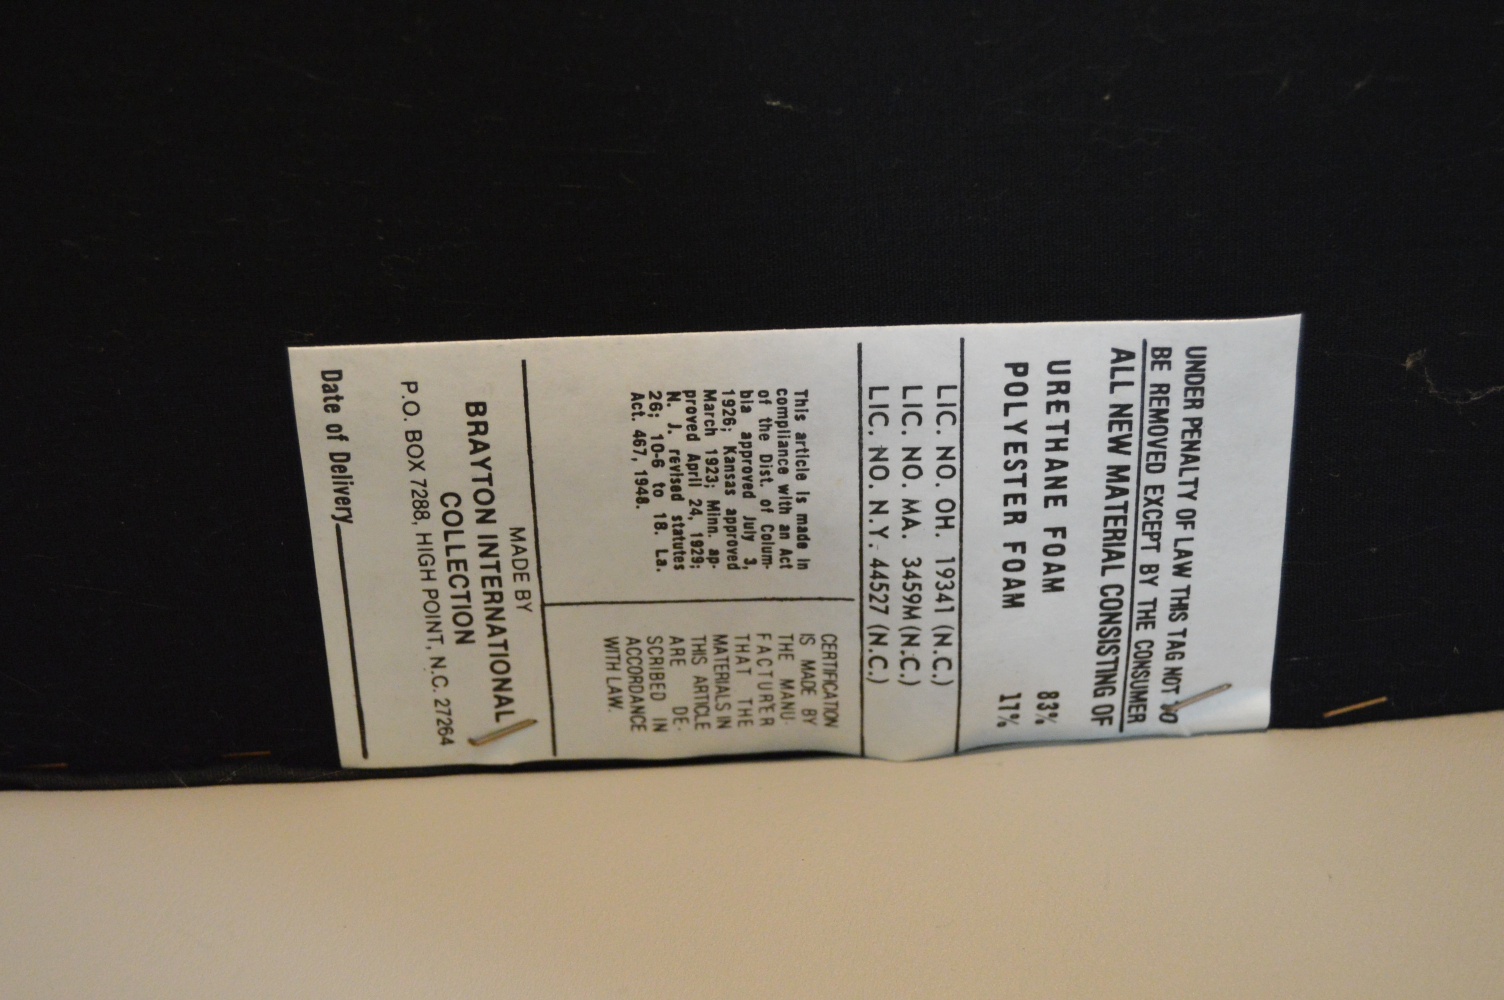 UNDER PENALTY OF LAW THIS TAG NOT TO
BE REMOVED EXCEPT BY THE CONSUMER
ALL NEW MATERIAL CONSISTING OF
URETHANE FOAM 83%
POLYESTER FOAM 17%
LIC. NO. OH. 19341 (N.C.)
LIC. NO. MA. 3459M (N.C.)
LIC. NO. N.Y. 44527 (N.C.)
This article is made in
compliance with an Act
of the Dist. of Colum-
bia approved July 3,
1926; Kansas approved
March 1923; Minn. ap-
proved April 24, 1929;
N. J. revised statutes
26; 10-6 to 18. La.
Act. 467, 1948.
CERTIFICATION
IS MADE BY
THE MANU-
FACTURER
THAT THE
MATERIALS IN
THIS ARTICLE
ARE DE-
SCRIBED IN
ACCORDANCE
WITH LAW.
MADE BY
BRAYTON INTERNATIONAL
COLLECTION
P.O. BOX 7288, HIGH POINT, N.C. 27264
Date of Delivery